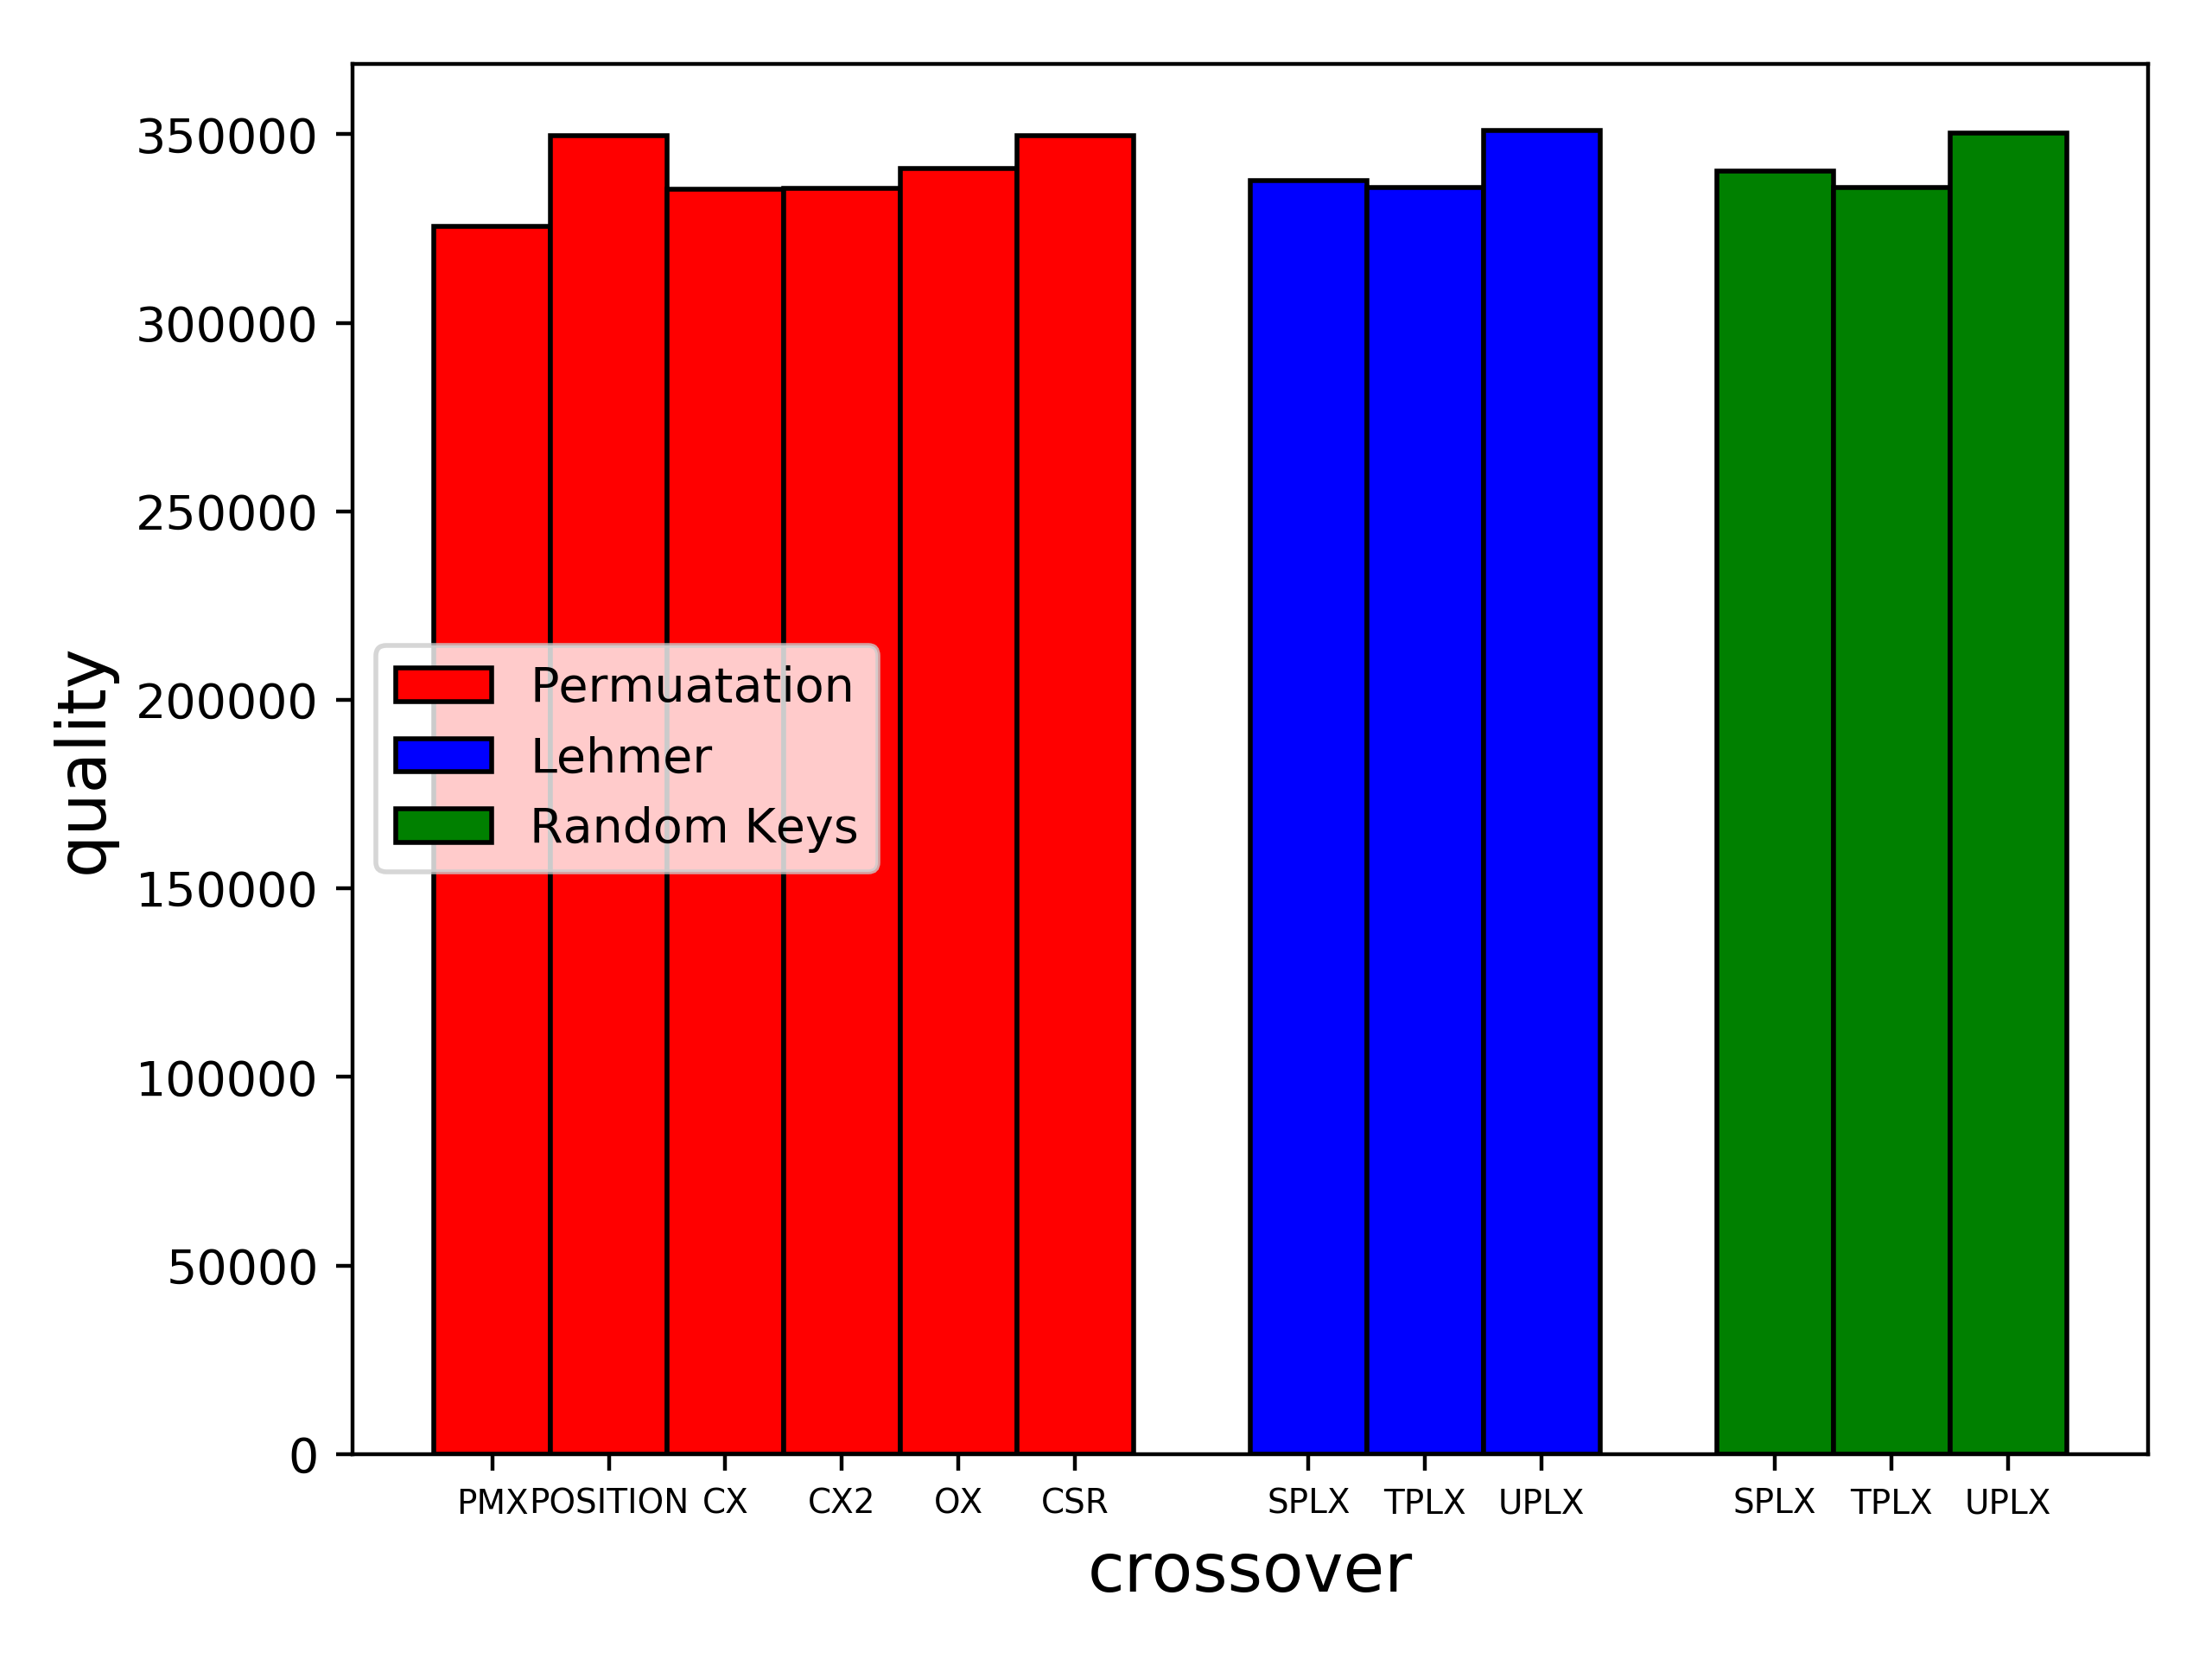 350000
300000
250000
200000
150000
100000
50000
0
quality
Permuatation
Lehmer
Random Keys
PMX POSITION CX CX2 OX CSR SPLX TPLX UPLX SPLX TPLX UPLX
crossover